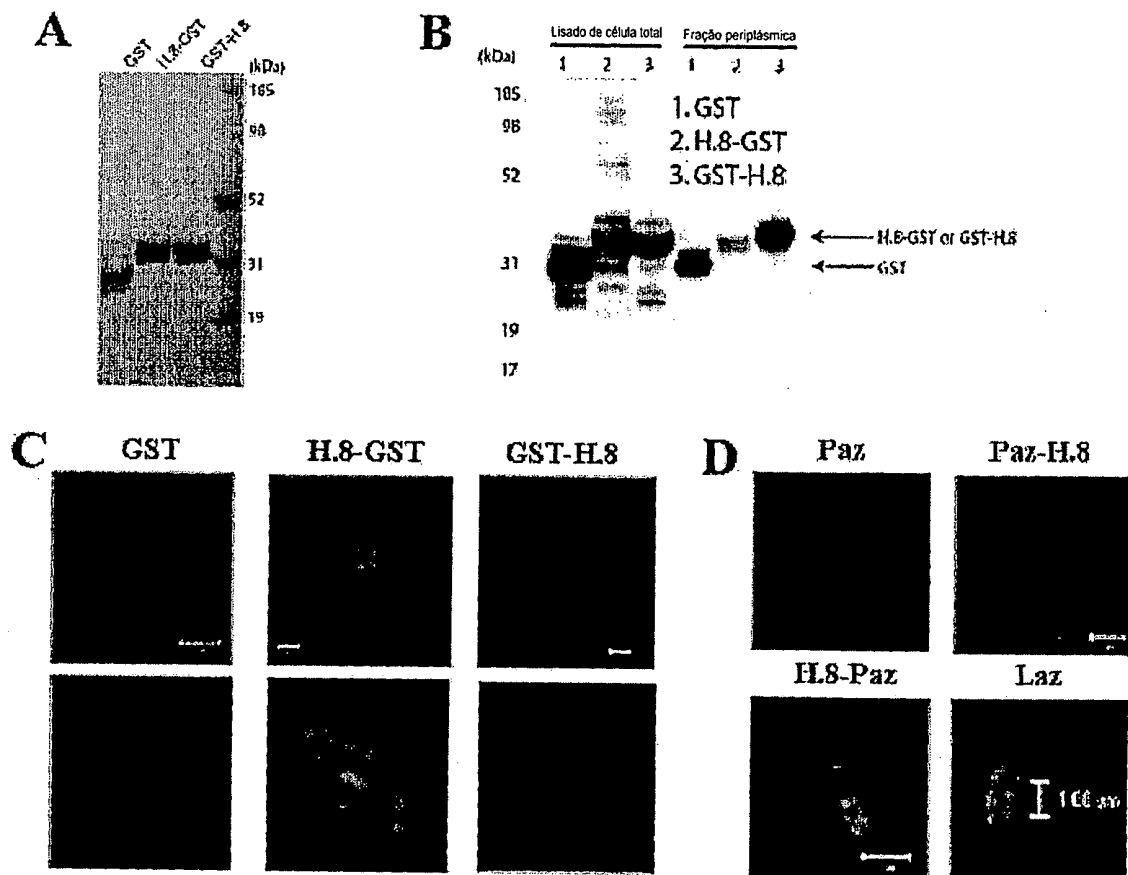 A
GST
H.8-GST
GST-H.8
(kDa)
185
98
52
31
19
B
Lisado de célula total
Fração periplásmica
(kDa)
1 2 3 1 2 3
185
98
52
31
19
17
1. GST
2. H.8-GST
3. GST-H.8
H.8-GST or GST-H.8
GST
C
GST
H.8-GST
GST-H.8
D
Paz
Paz-H.8
H.8-Paz
Laz